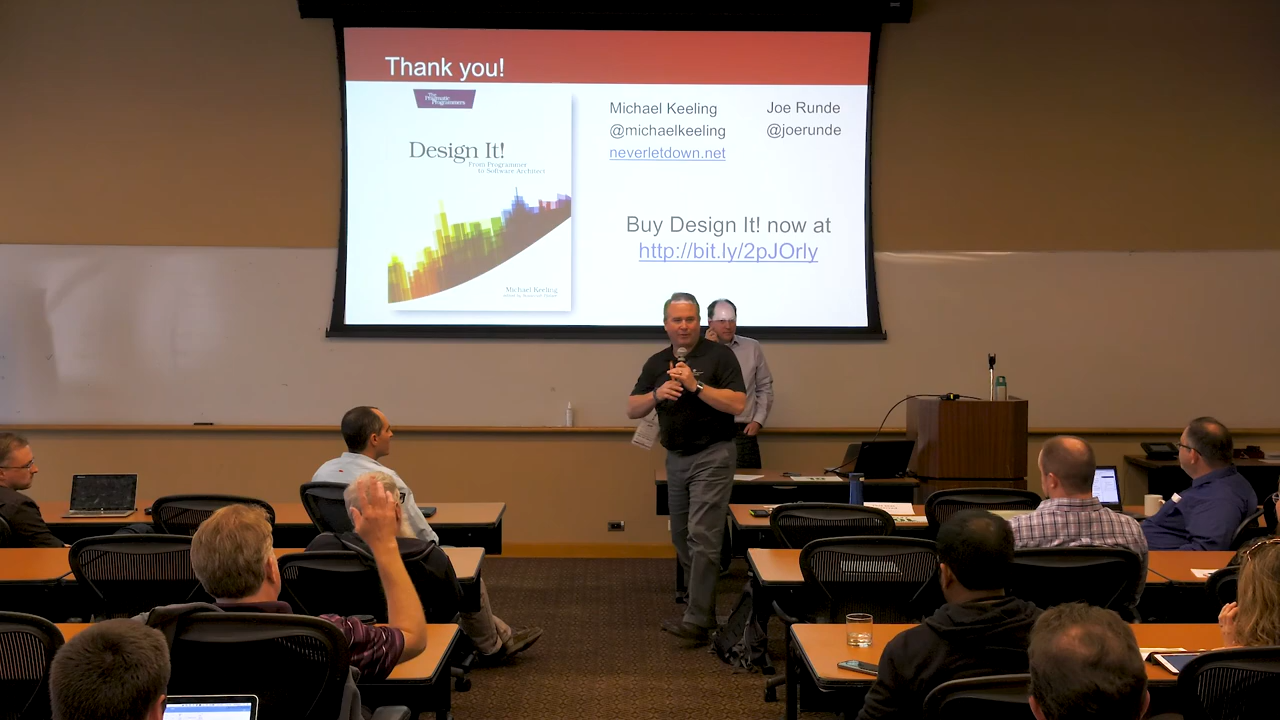 Thank you!
The
Pragmatic
Programmers
Design It!
From Programmer
to Software Architect
Michael Keeling
Michael Keeling
@michaelkeeling
neverletdown.net
Joe Runde
@joerunde
Buy Design It! now at
http://bit.ly/2pJOrly